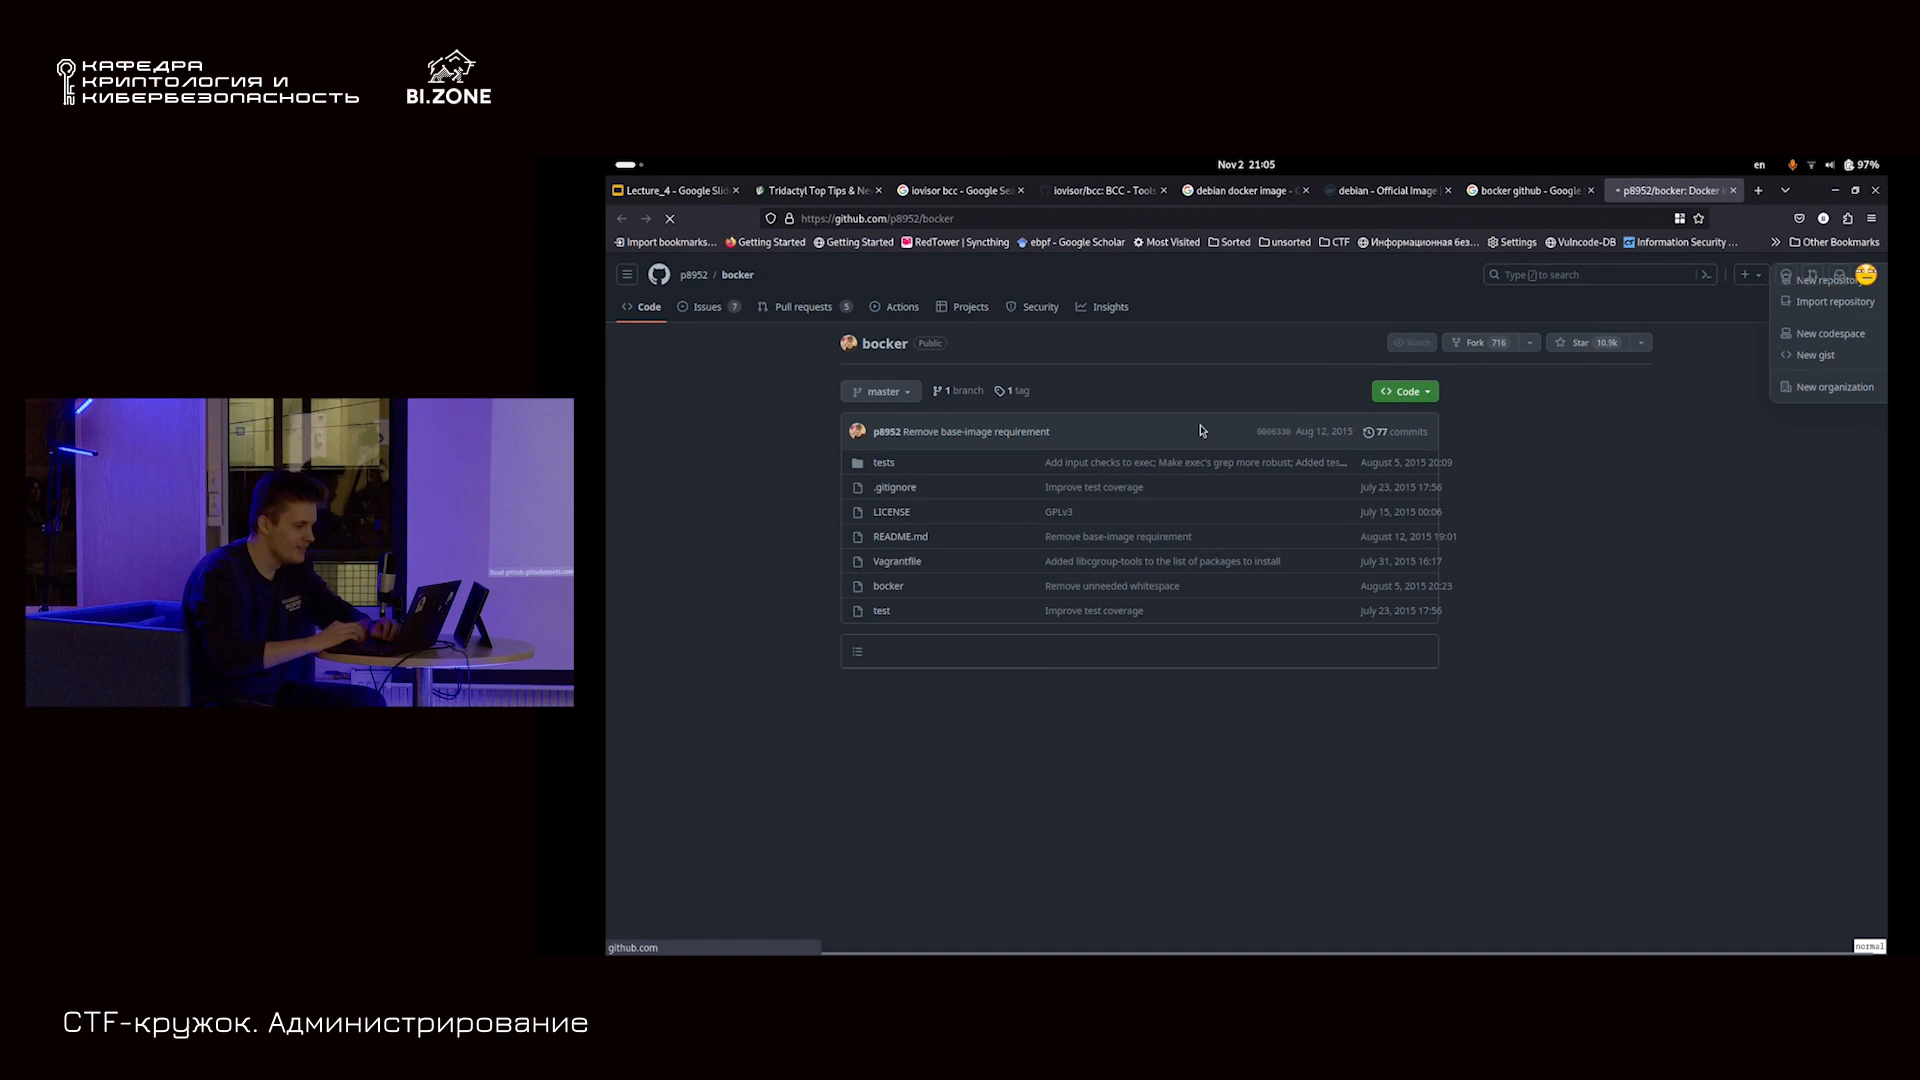 КАФЕДРА
КРИПТОЛОГИЯ И
КИБЕРБЕЗОПАСНОСТЬ
BI.ZONE
Nov 2 21:05
en
97%
Lecture_4 - Google Slid
Tridactyl Top Tips & Ne
iovisor bcc - Google Se
iovisor/bcc: BCC - Tools
debian docker image - G
debian - Official Image
bocker github - Google
p8952/bocker: Docker i
https://github.com/p8952/bocker
Import bookmarks...
Getting Started
Getting Started
RedTower | Syncthing
ebpf - Google Scholar
Most Visited
Sorted
unsorted
CTF
Информационная без...
Settings
Vulncode-DB
Information Security ...
Other Bookmarks
p8952 / bocker
Type / to search
New repository
Import repository
New codespace
New gist
New organization
Code
Issues 7
Pull requests 5
Actions
Projects
Security
Insights
bocker Public
Watch
Fork 716
Star 10.9k
master
1 branch
1 tag
Code
p8952 Remove base-image requirement
0006330 Aug 12, 2015
77 commits
tests Add input checks to exec; Make exec's grep more robust; Added tes... August 5, 2015 20:09
.gitignore Improve test coverage July 23, 2015 17:56
LICENSE GPLv3 July 15, 2015 00:06
README.md Remove base-image requirement August 12, 2015 19:01
Vagrantfile Added libcgroup-tools to the list of packages to install July 31, 2015 16:17
bocker Remove unneeded whitespace August 5, 2015 20:23
test Improve test coverage July 23, 2015 17:56
Read github.githubassets.com
github.com
normal
CTF-кружок. Администрирование